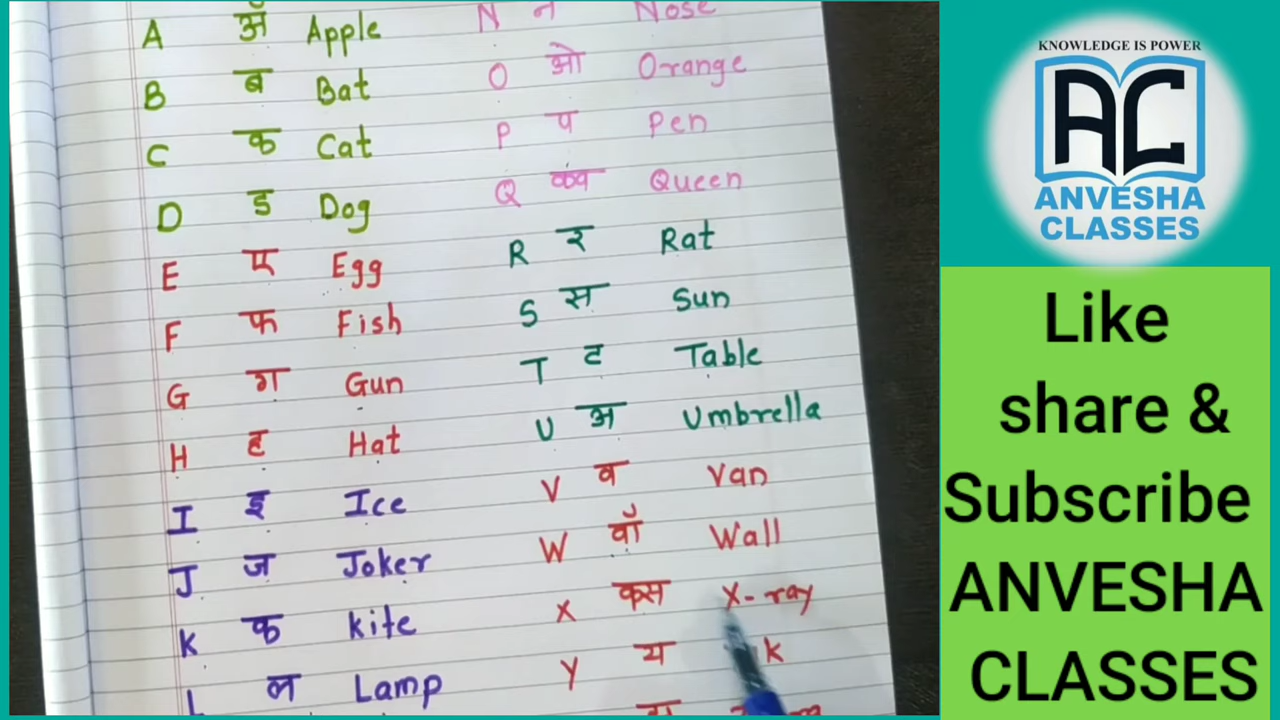 A अॅ Apple
B ब Bat
C क Cat
D ड Dog
E ए Egg
F फ Fish
G ग Gun
H ह Hat
I इ Ice
J ज Joker
K क kite
L ल Lamp
N न Nose
O ओ Orange
P प Pen
Q क्व Queen
R र Rat
S स Sun
T ट Table
U अ Umbrella
V व Van
W वॉ Wall
X क्स X-ray
Y य k
KNOWLEDGE IS POWER
AC
ANVESHA
CLASSES
Like
share &
Subscribe
ANVESHA
CLASSES